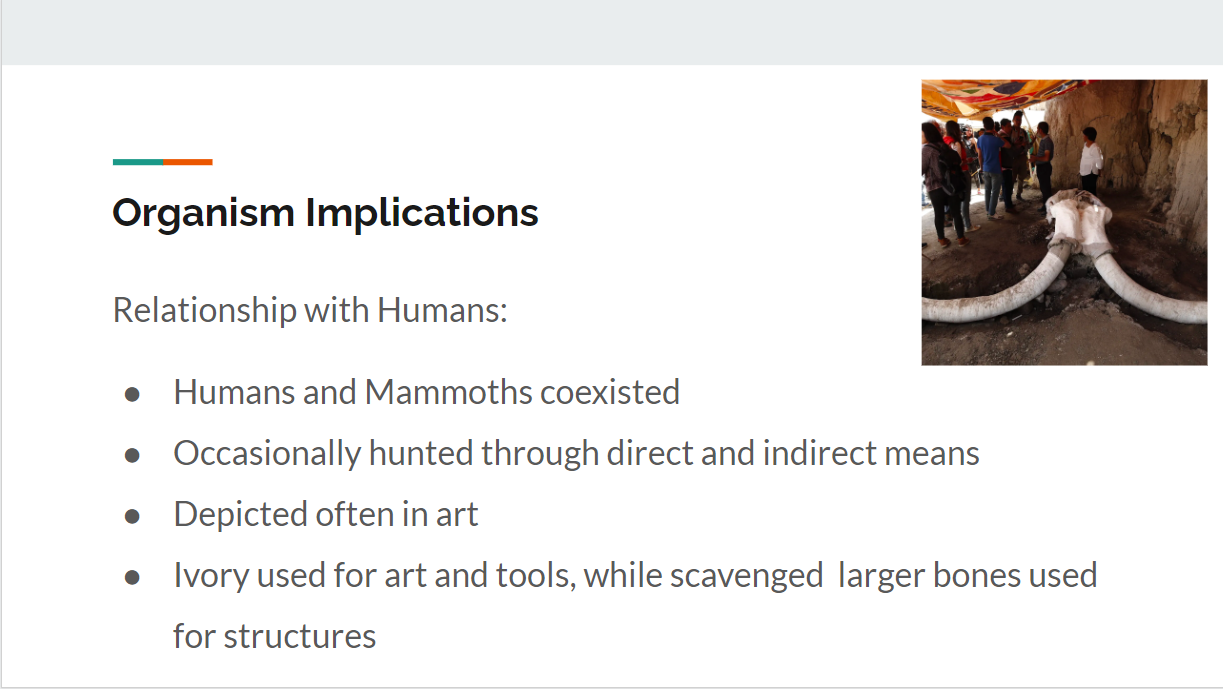 Organism Implications
Relationship with Humans:
● Humans and Mammoths coexisted
● Occasionally hunted through direct and indirect means
● Depicted often in art
● Ivory used for art and tools, while scavenged  larger bones used
for structures